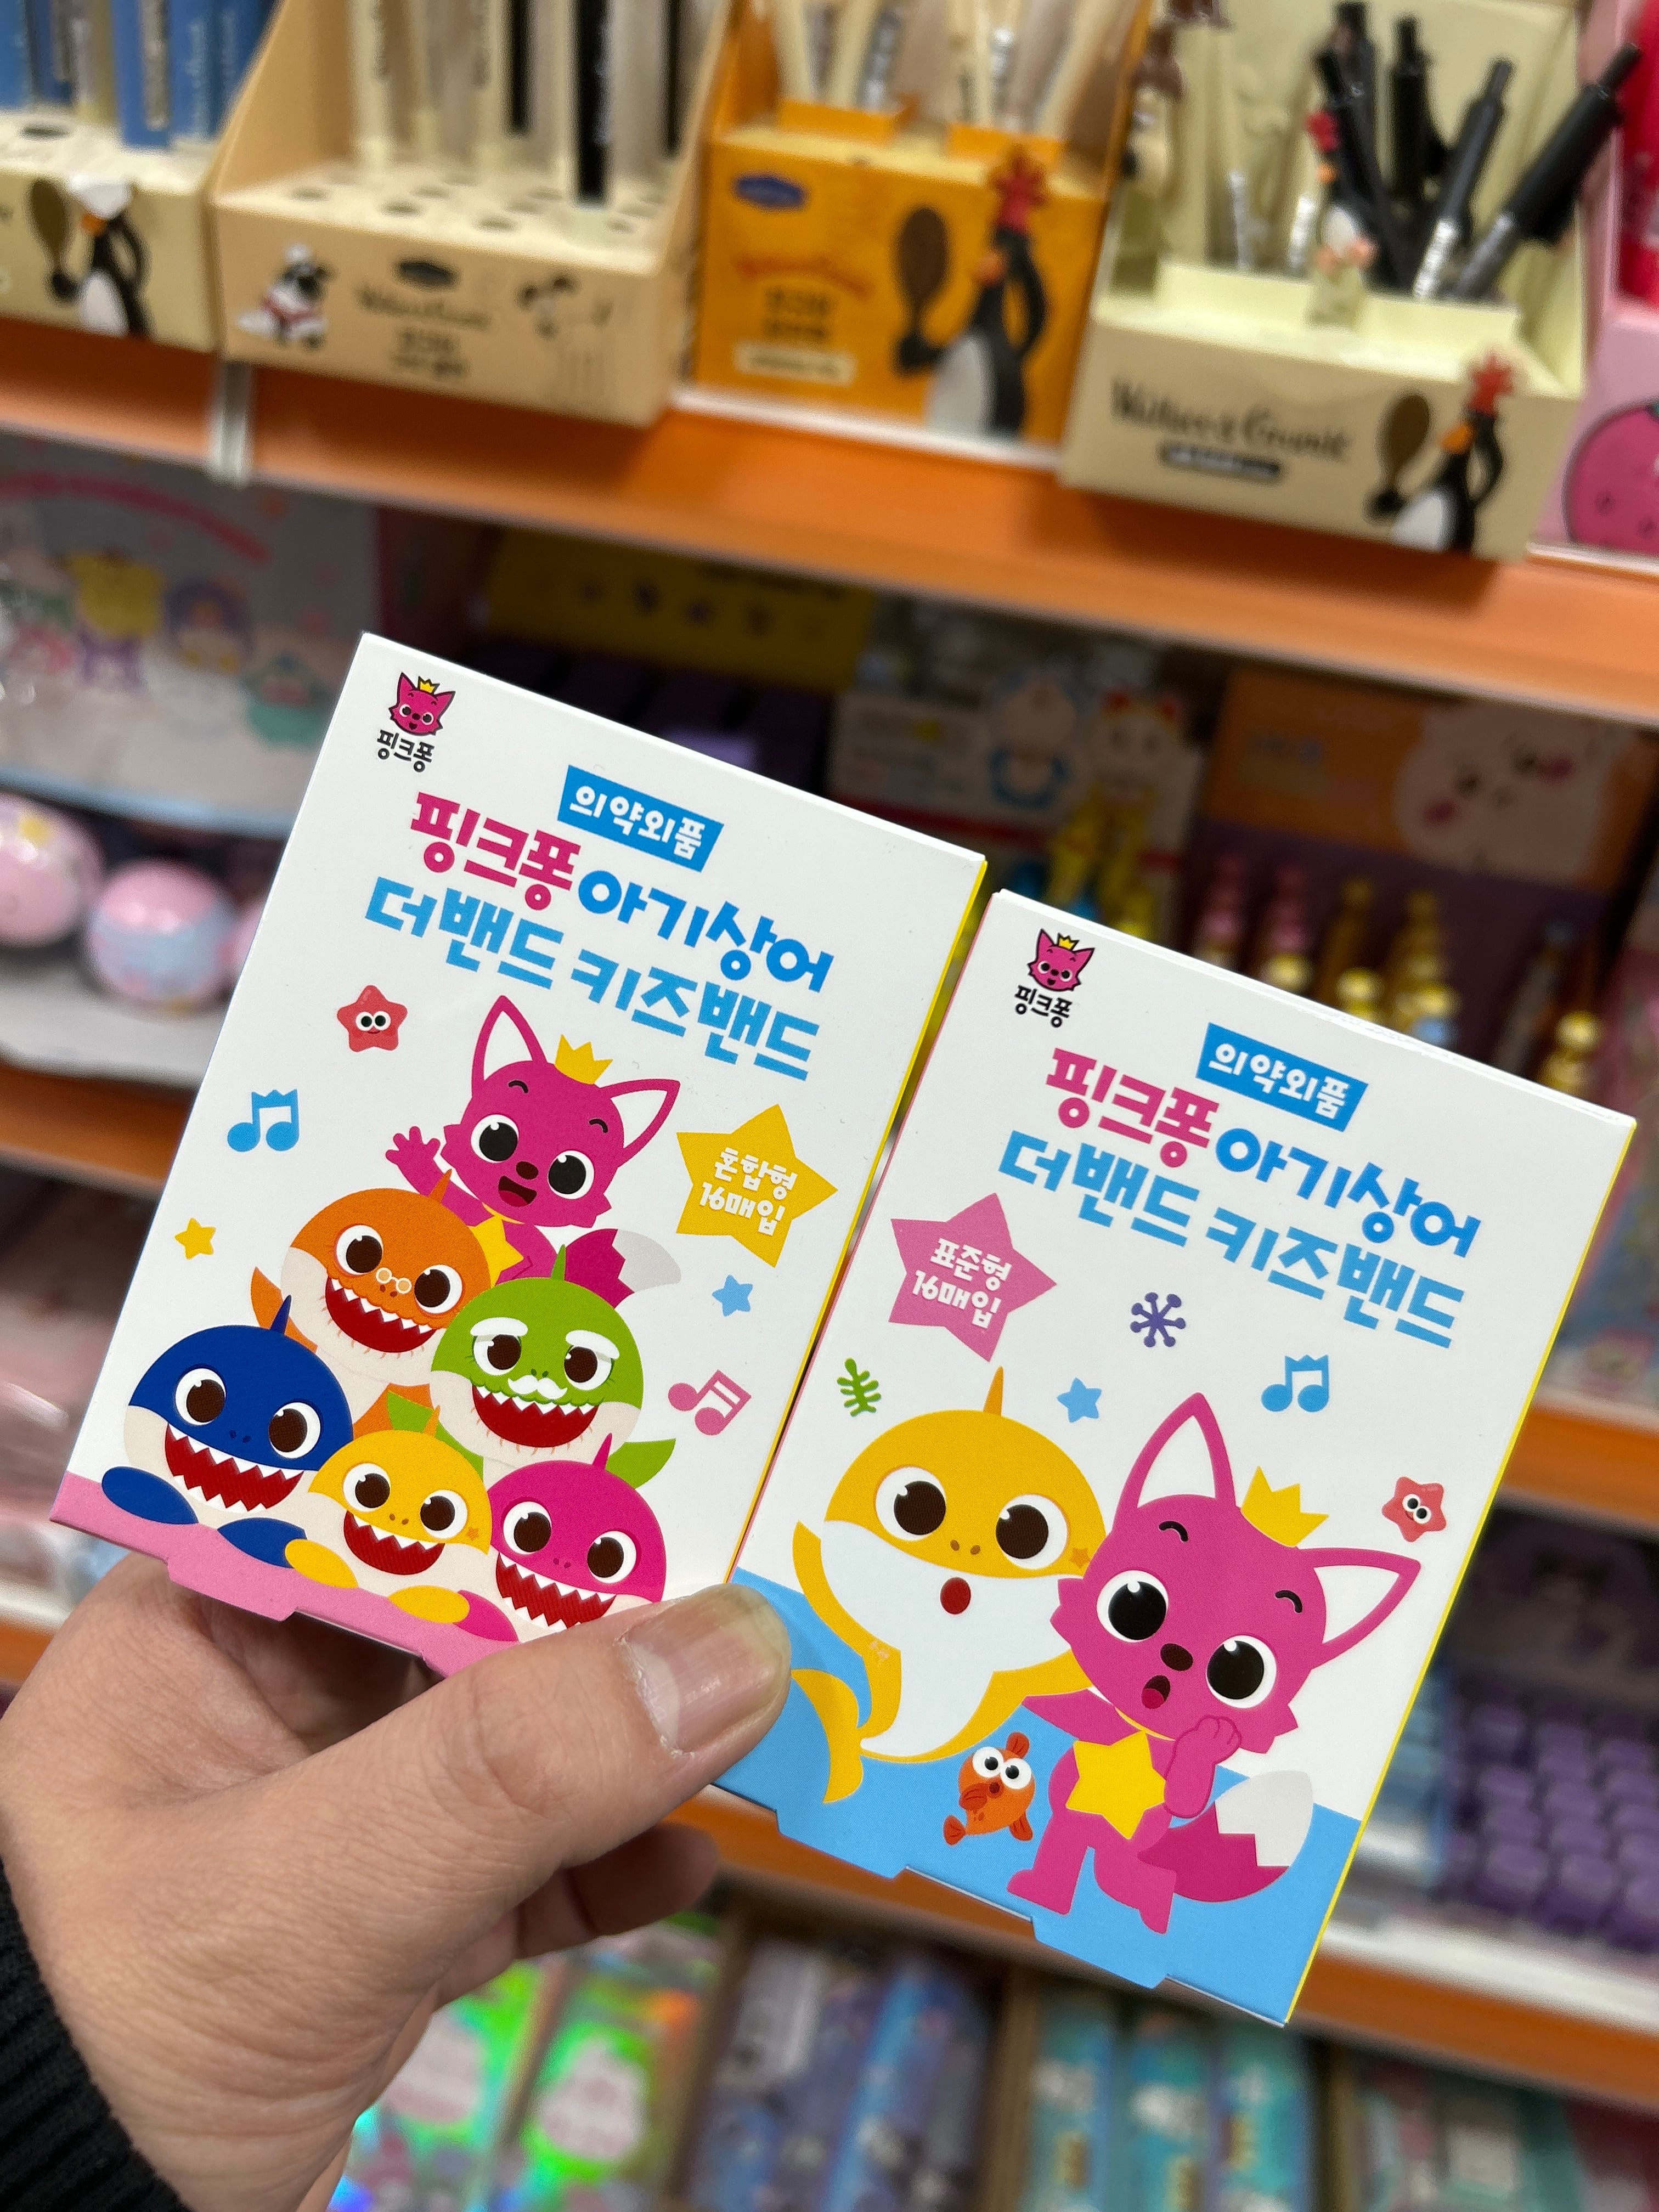 Wallace & Gromit
핑크퐁
의약외품
핑크퐁 아기상어
더밴드 키즈밴드
혼합형
16매입
핑크퐁
의약외품
핑크퐁 아기상어
더밴드 키즈밴드
표준형
16매입